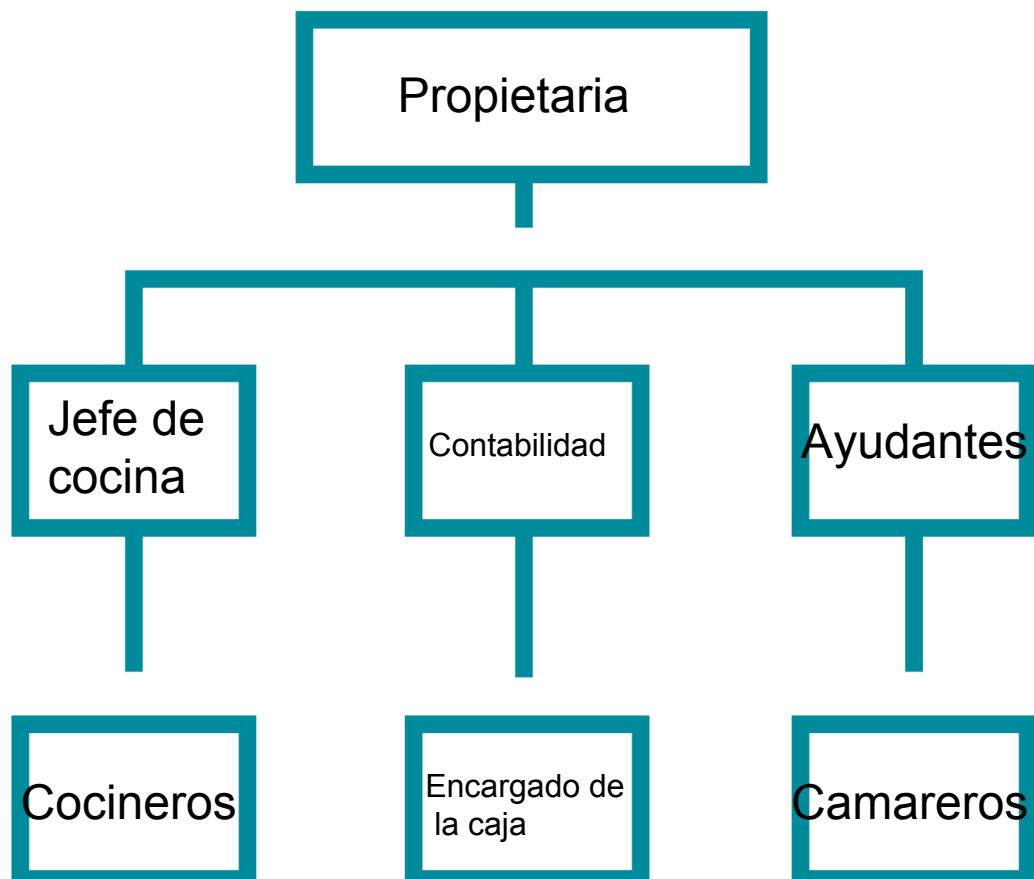 Propietaria
Jefe de
cocina
Contabilidad
Ayudantes
Cocineros
Encargado de
la caja
Camareros